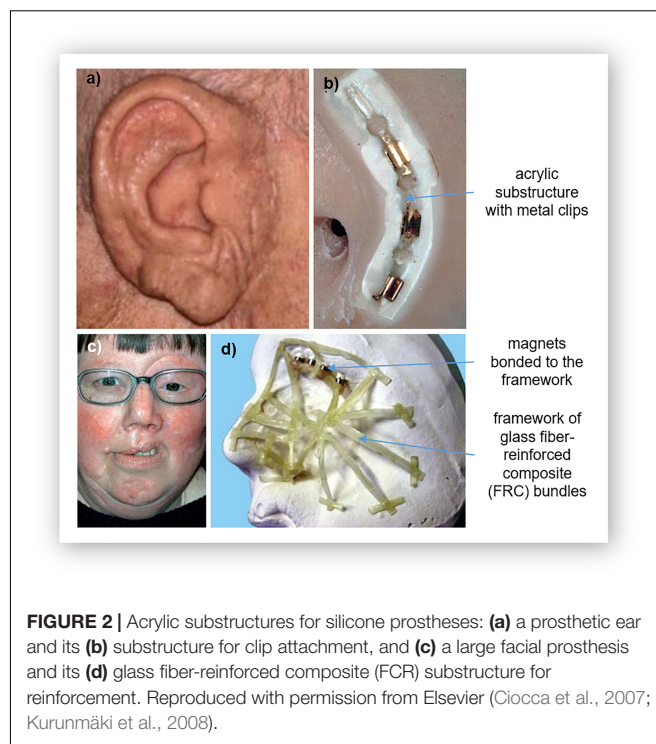 a)
b)
acrylic
substructure
with metal clips
c)
d)
magnets
bonded to the
framework
framework of
glass fiber-
reinforced
composite
(FRC) bundles
FIGURE 2 | Acrylic substructures for silicone prostheses: (a) a prosthetic ear
and its (b) substructure for clip attachment, and (c) a large facial prosthesis
and its (d) glass fiber-reinforced composite (FCR) substructure for
reinforcement. Reproduced with permission from Elsevier (Ciocca et al., 2007;
Kurunmäki et al., 2008).